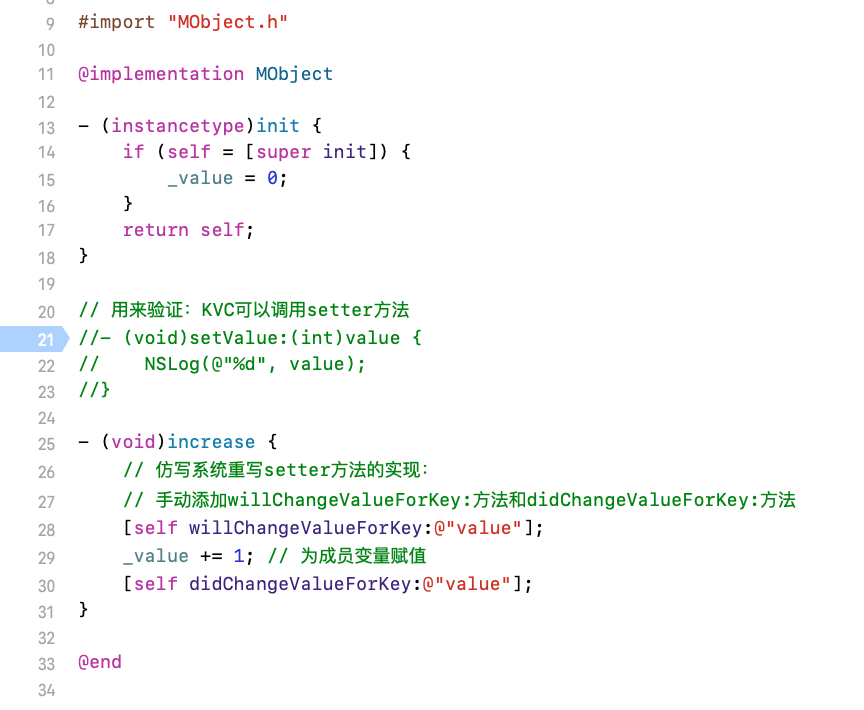 9 #import "MObject.h"
10
11 @implementation MObject
12
13 - (instancetype)init {
14     if (self = [super init]) {
15         _value = 0;
16     }
17     return self;
18 }
19
20 // 用来验证：KVC可以调用setter方法
21 //- (void)setValue:(int)value {
22 //    NSLog(@"%d", value);
23 //}
24
25 - (void)increase {
26     // 仿写系统重写setter方法的实现：
27     // 手动添加willChangeValueForKey:方法和didChangeValueForKey:方法
28     [self willChangeValueForKey:@"value"];
29     _value += 1; // 为成员变量赋值
30     [self didChangeValueForKey:@"value"];
31 }
32
33 @end
34